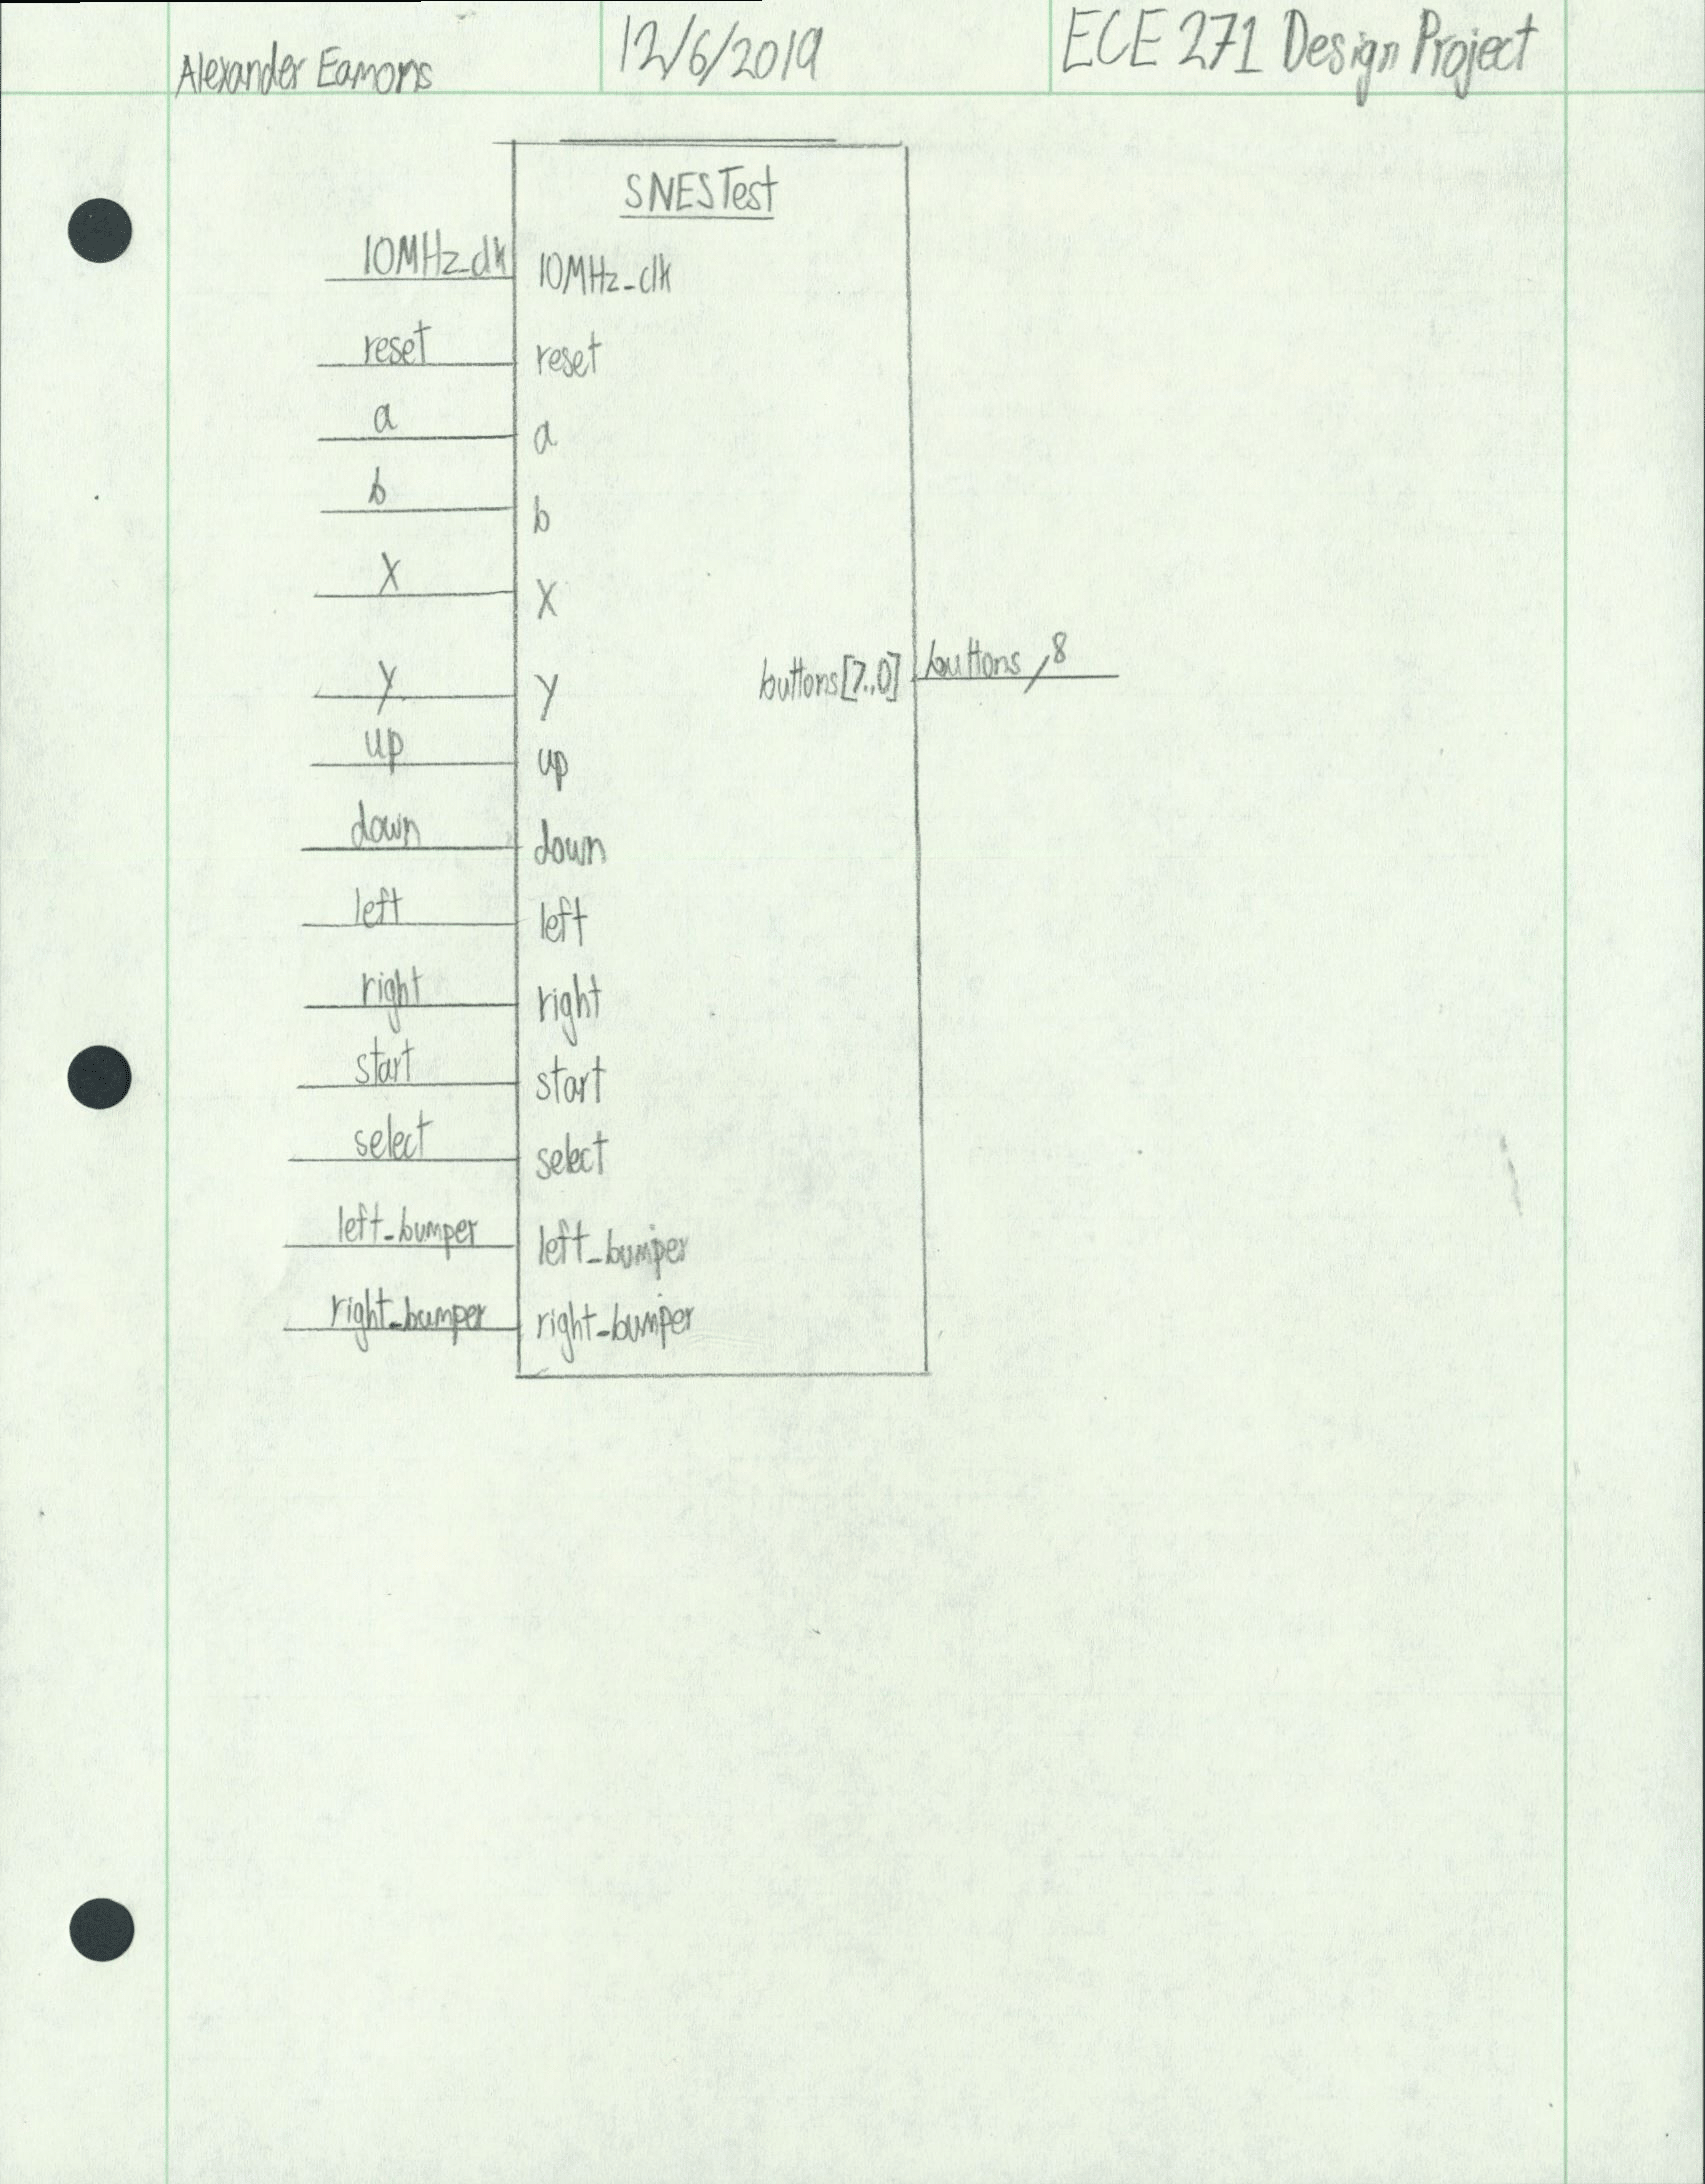 Alexander Eamons 12/6/2019 ECE 271 Design Project
SNESTest
10MHz_clk 10MHz_clk
reset reset
a a
b b
X X
y y
buttons[7..0] buttons 8
up up
down down
left left
right right
start start
select select
left_bumper left_bumper
right_bumper right_bumper